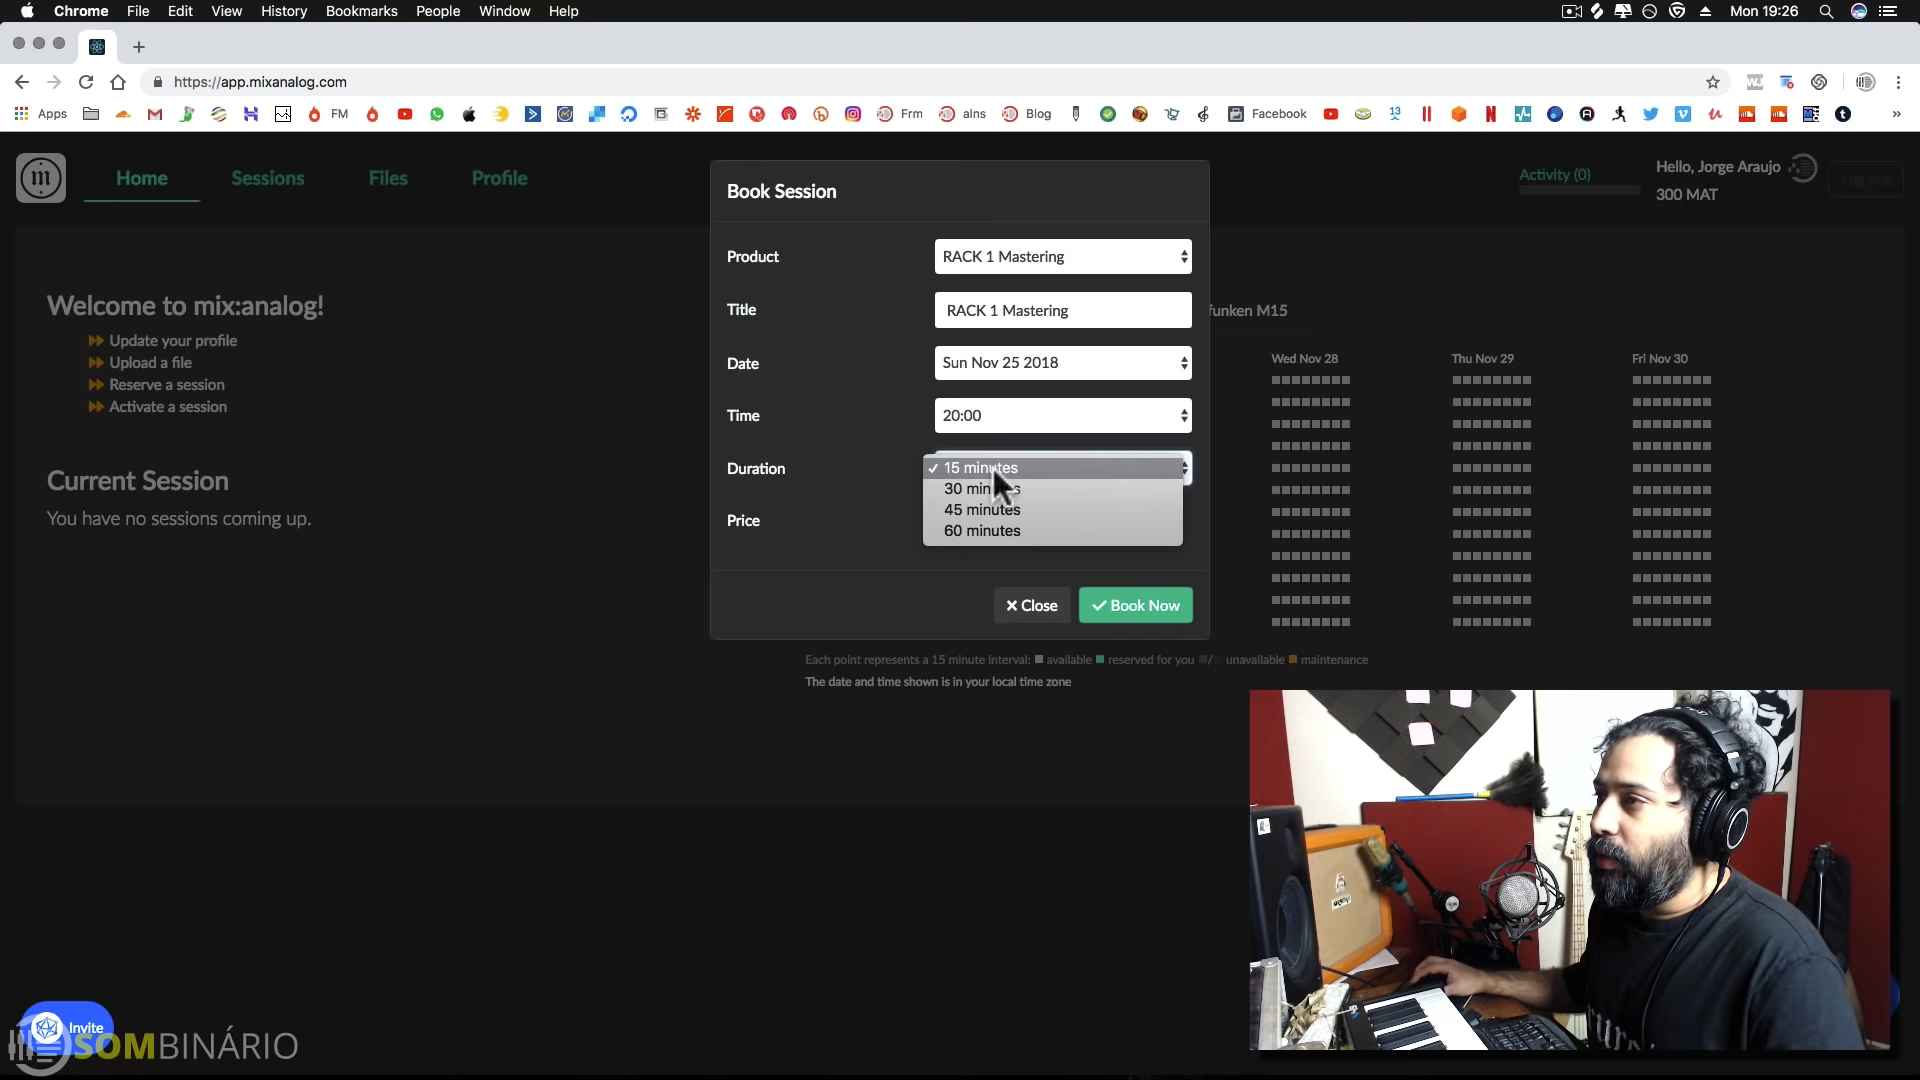 Chrome File Edit View History Bookmarks People Window Help Mon 19:26
https://app.mixanalog.com
Apps FM Frm alns Blog Facebook 13
Home Sessions Files Profile
Activity (0)
Hello, Jorge Araujo
300 MAT
Log out
Book Session
Product RACK 1 Mastering
Title RACK 1 Mastering
Date Sun Nov 25 2018
Time 20:00
Duration
✓ 15 minutes
30
45 minutes
60 minutes
Price
× Close ✓ Book Now
Welcome to mix:analog!
Update your profile
Upload a file
Reserve a session
Activate a session
Current Session
You have no sessions coming up.
funken M15
Wed Nov 28 Thu Nov 29 Fri Nov 30
Each point represents a 15 minute interval: available reserved for you / unavailable maintenance
The date and time shown is in your local time zone
Invite
SOMBINÁRIO